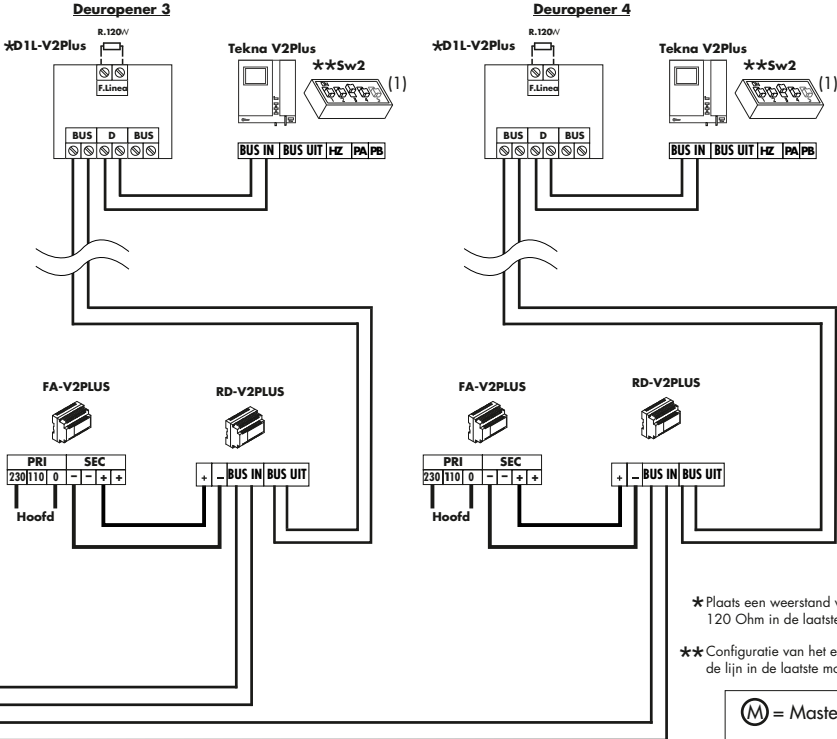 Deuropener 3
R.120W
*D1L-V2Plus
F.Linea
BUS D BUS
Tekna V2Plus
**Sw2
(1)
BUS IN BUS UIT HZ PA PB
FA-V2PLUS
PRI SEC
230 110 0 – – + +
Hoofd
RD-V2PLUS
+ – BUS IN BUS UIT
Deuropener 4
R.120W
*D1L-V2Plus
F.Linea
BUS D BUS
Tekna V2Plus
**Sw2
(1)
BUS IN BUS UIT HZ PA PB
FA-V2PLUS
PRI SEC
230 110 0 – – + +
Hoofd
RD-V2PLUS
+ – BUS IN BUS UIT
* Plaats een weerstand
120 Ohm in de laatste
** Configuratie van het
de lijn in de laatste
M = Maste